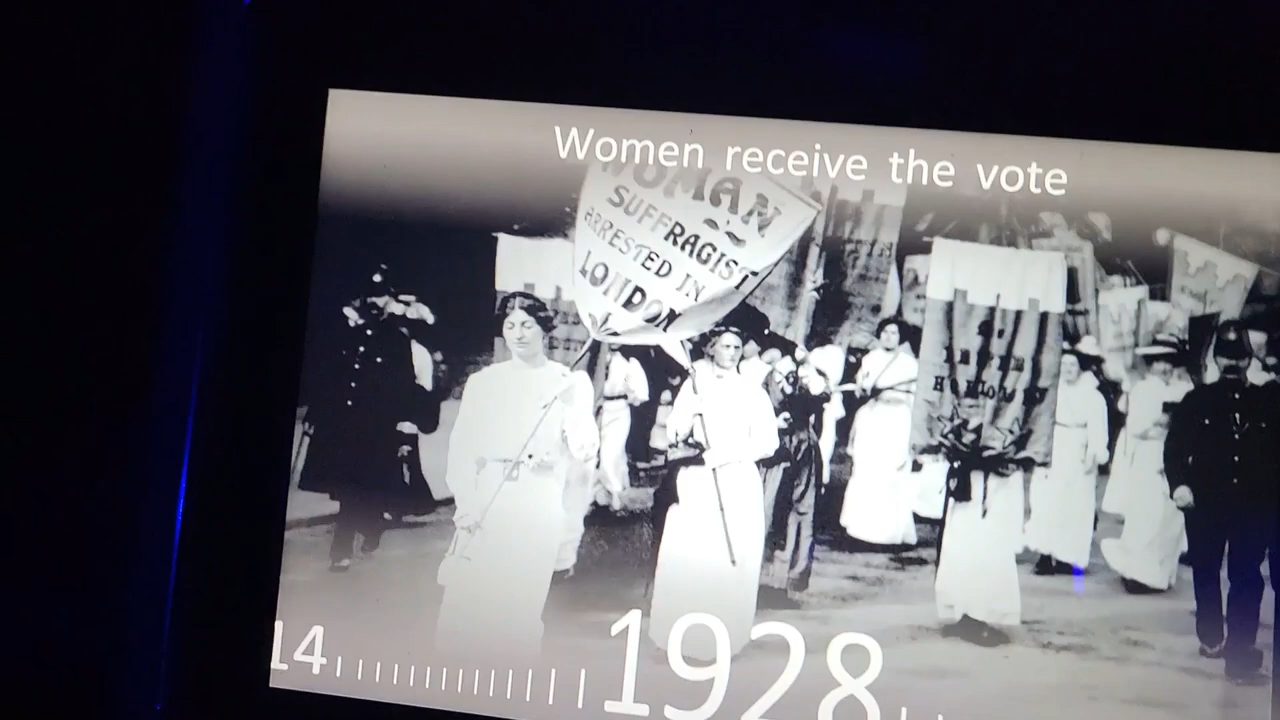 Women receive the vote
WOMAN
SUFFRAGIST
ARRESTED IN
LONDON
14
1928